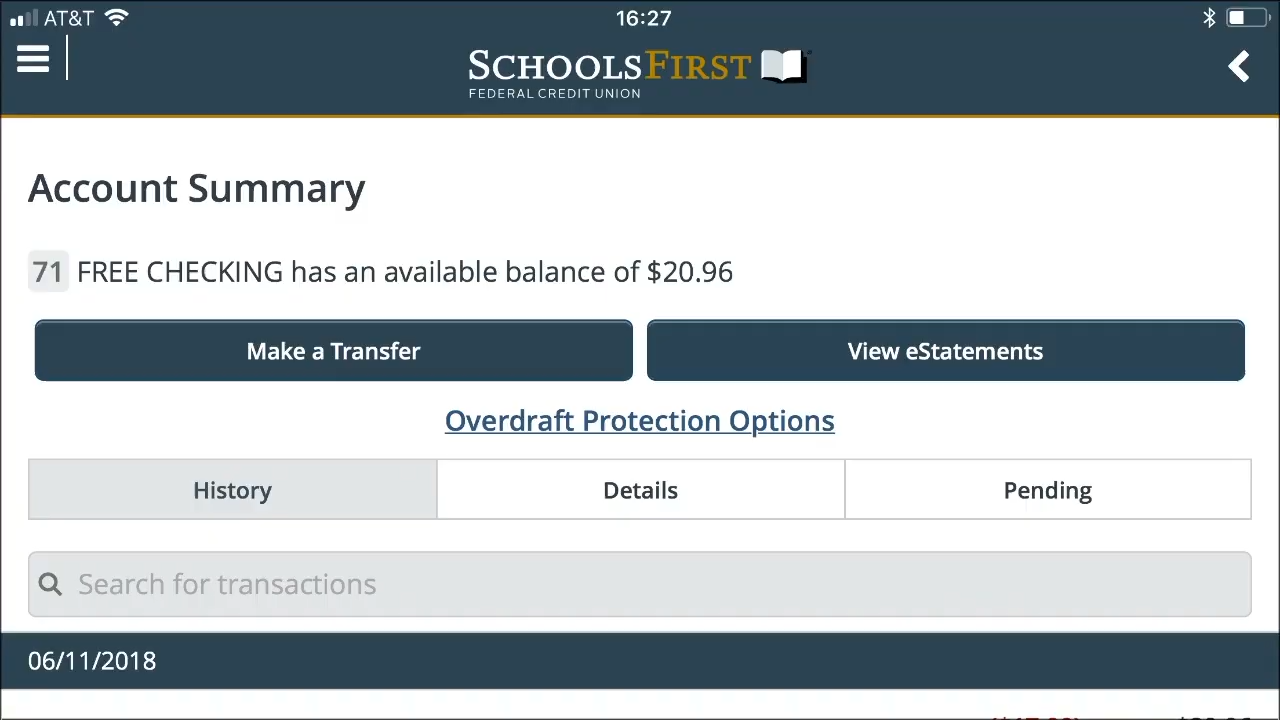 AT&T 16:27
SCHOOLSFIRST
FEDERAL CREDIT UNION
Account Summary
71 FREE CHECKING has an available balance of $20.96
Make a Transfer View eStatements
Overdraft Protection Options
History Details Pending
Search for transactions
06/11/2018